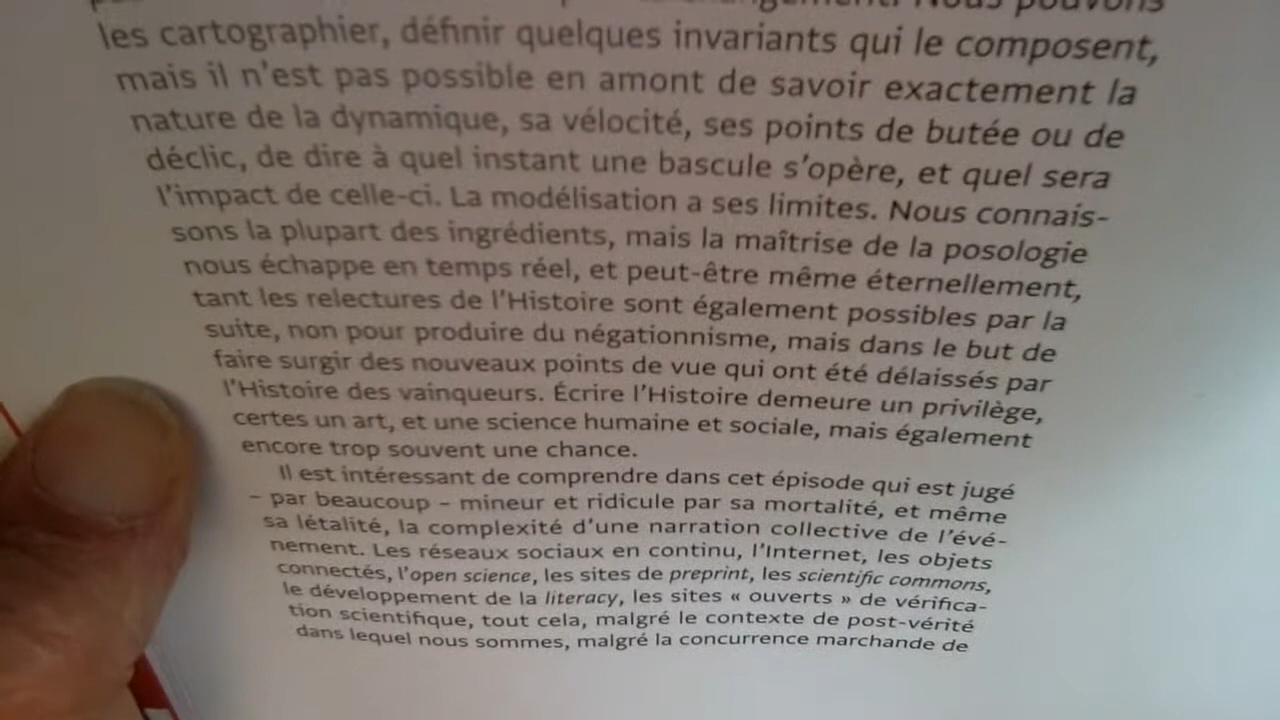 Nous pouvons
les cartographier, définir quelques invariants qui le composent,
mais il n'est pas possible en amont de savoir exactement la
nature de la dynamique, sa vélocité, ses points de butée ou de
déclic, de dire à quel instant une bascule s'opère, et quel sera
l'impact de celle-ci. La modélisation a ses limites. Nous connais-
sons la plupart des ingrédients, mais la maîtrise de la posologie
nous échappe en temps réel, et peut-être même éternellement,
tant les relectures de l'Histoire sont également possibles par la
suite, non pour produire du négationnisme, mais dans le but de
faire surgir des nouveaux points de vue qui ont été délaissés par
l'Histoire des vainqueurs. Écrire l'Histoire demeure un privilège,
certes un art, et une science humaine et sociale, mais également
encore trop souvent une chance.
Il est intéressant de comprendre dans cet épisode qui est jugé
– par beaucoup – mineur et ridicule par sa mortalité, et même
sa létalité, la complexité d'une narration collective de l'évé-
nement. Les réseaux sociaux en continu, l'Internet, les objets
connectés, l'open science, les sites de preprint, les scientific commons,
le développement de la literacy, les sites « ouverts » de vérifica-
tion scientifique, tout cela, malgré le contexte de post-vérité
dans lequel nous sommes, malgré la concurrence marchande de